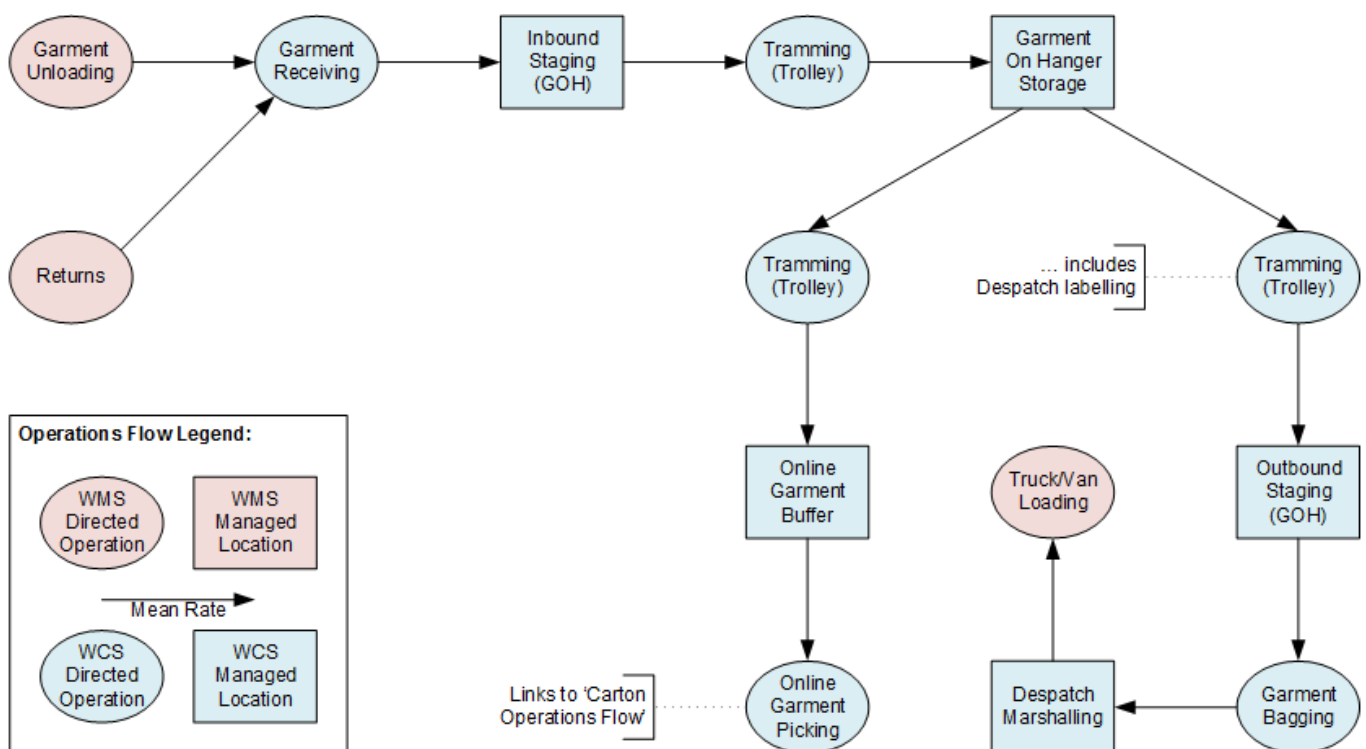 Garment
Unloading
Garment
Receiving
Inbound
Staging
(GOH)
Tramming
(Trolley)
Garment
On Hanger
Storage
Returns
Tramming
(Trolley)
... includes
Despatch labelling
Tramming
(Trolley)
Operations Flow Legend:
WMS
Directed
Operation
WMS
Managed
Location
Mean Rate
WCS
Directed
Operation
WCS
Managed
Location
Online
Garment
Buffer
Truck/Van
Loading
Outbound
Staging
(GOH)
Links to ‘Carton
Operations Flow’
Online
Garment
Picking
Despatch
Marshalling
Garment
Bagging